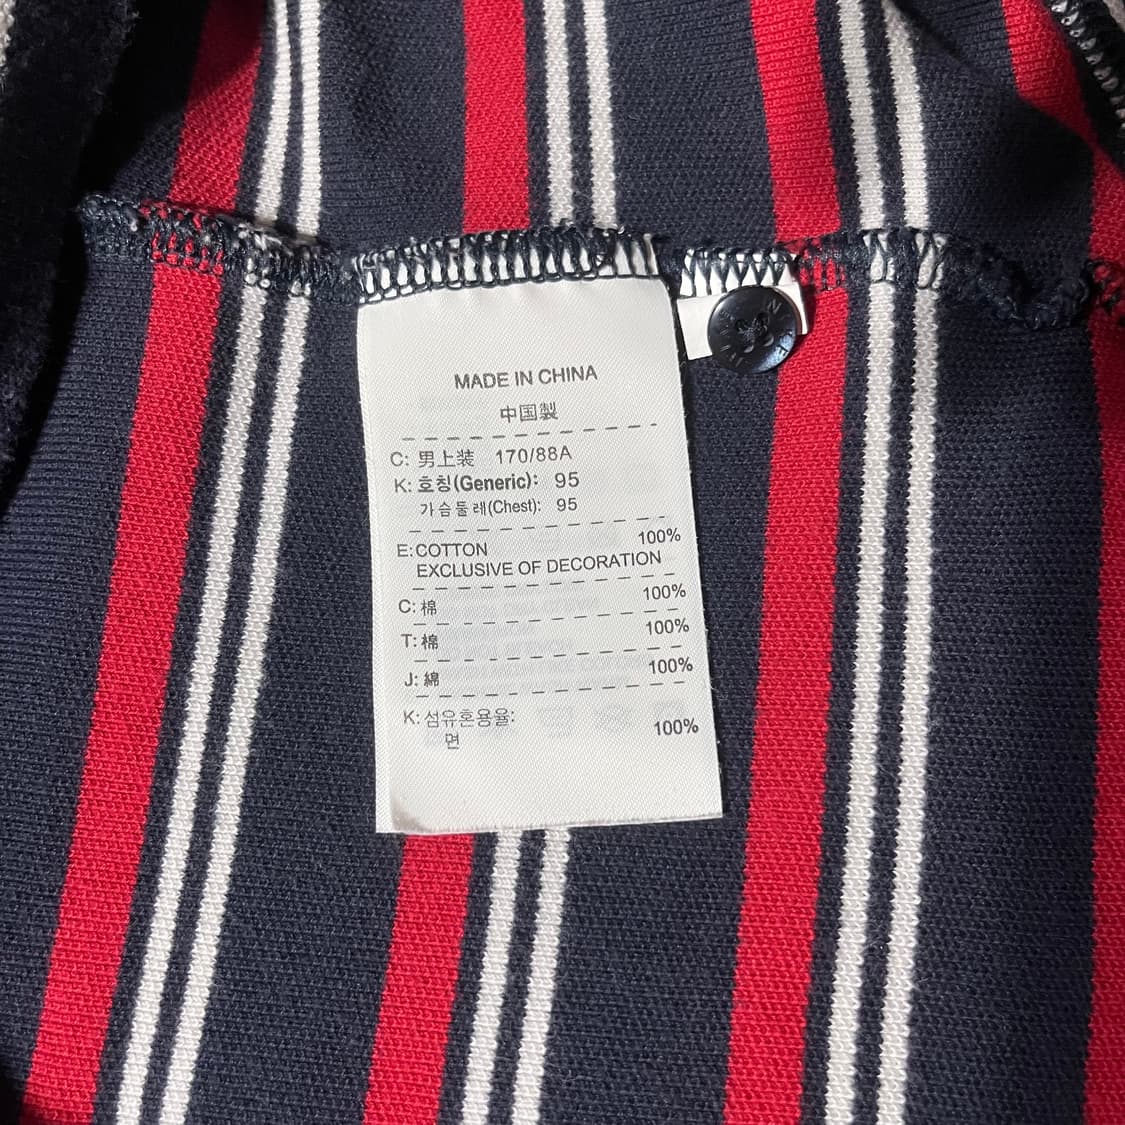 MADE IN CHINA
中国製
C: 男上装 170/88A
K: 호칭(Generic): 95
가슴둘레(Chest): 95
E:COTTON 100%
EXCLUSIVE OF DECORATION
C: 棉 100%
T: 棉 100%
J: 綿 100%
K: 섬유혼용율:
면 100%